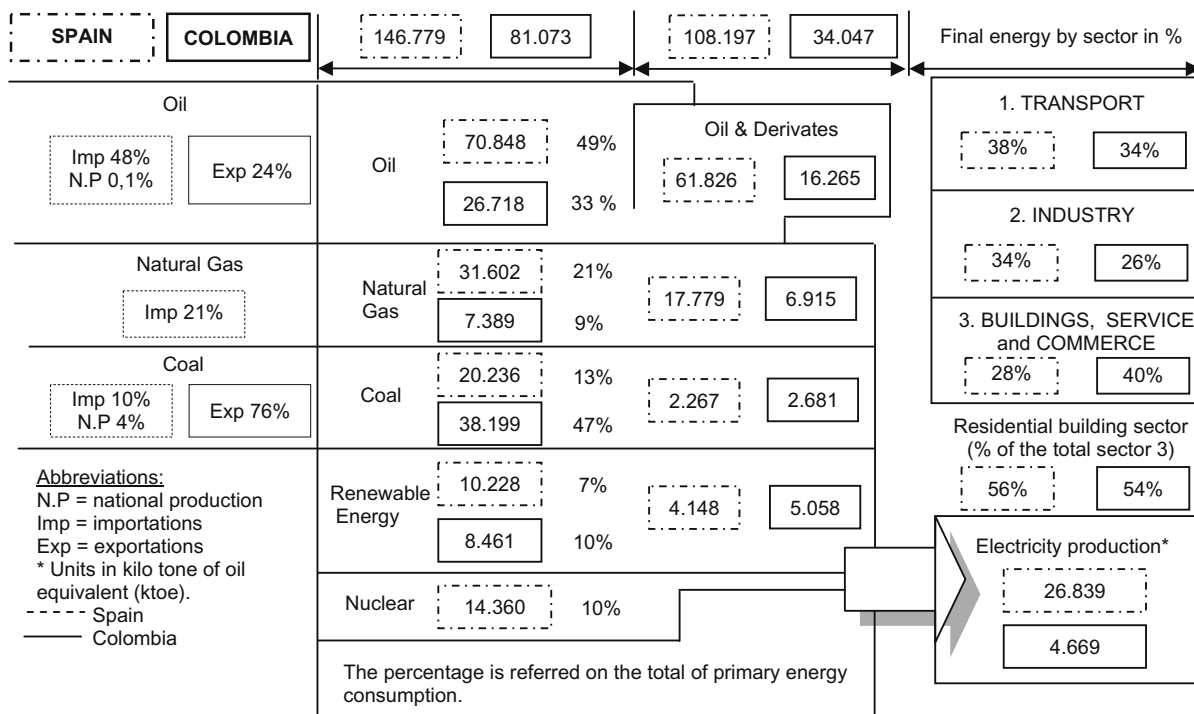 SPAIN
COLOMBIA
146.779
81.073
108.197
34.047
Final energy by sector in %
Oil
Imp 48%
N.P 0,1%
Exp 24%
Oil
70.848
49%
26.718
33 %
Oil & Derivates
61.826
16.265
1. TRANSPORT
38%
34%
2. INDUSTRY
34%
26%
Natural Gas
Imp 21%
Natural
Gas
31.602
21%
7.389
9%
17.779
6.915
3. BUILDINGS, SERVICE
and COMMERCE
28%
40%
Coal
Imp 10%
N.P 4%
Exp 76%
Coal
20.236
13%
38.199
47%
2.267
2.681
Residential building sector
(% of the total sector 3)
56%
54%
Abbreviations:
N.P = national production
Imp = importations
Exp = exportations
* Units in kilo tone of oil
equivalent (ktoe).
Spain
Colombia
Renewable
Energy
10.228
7%
8.461
10%
4.148
5.058
Nuclear
14.360
10%
Electricity production*
26.839
4.669
The percentage is referred on the total of primary energy
consumption.